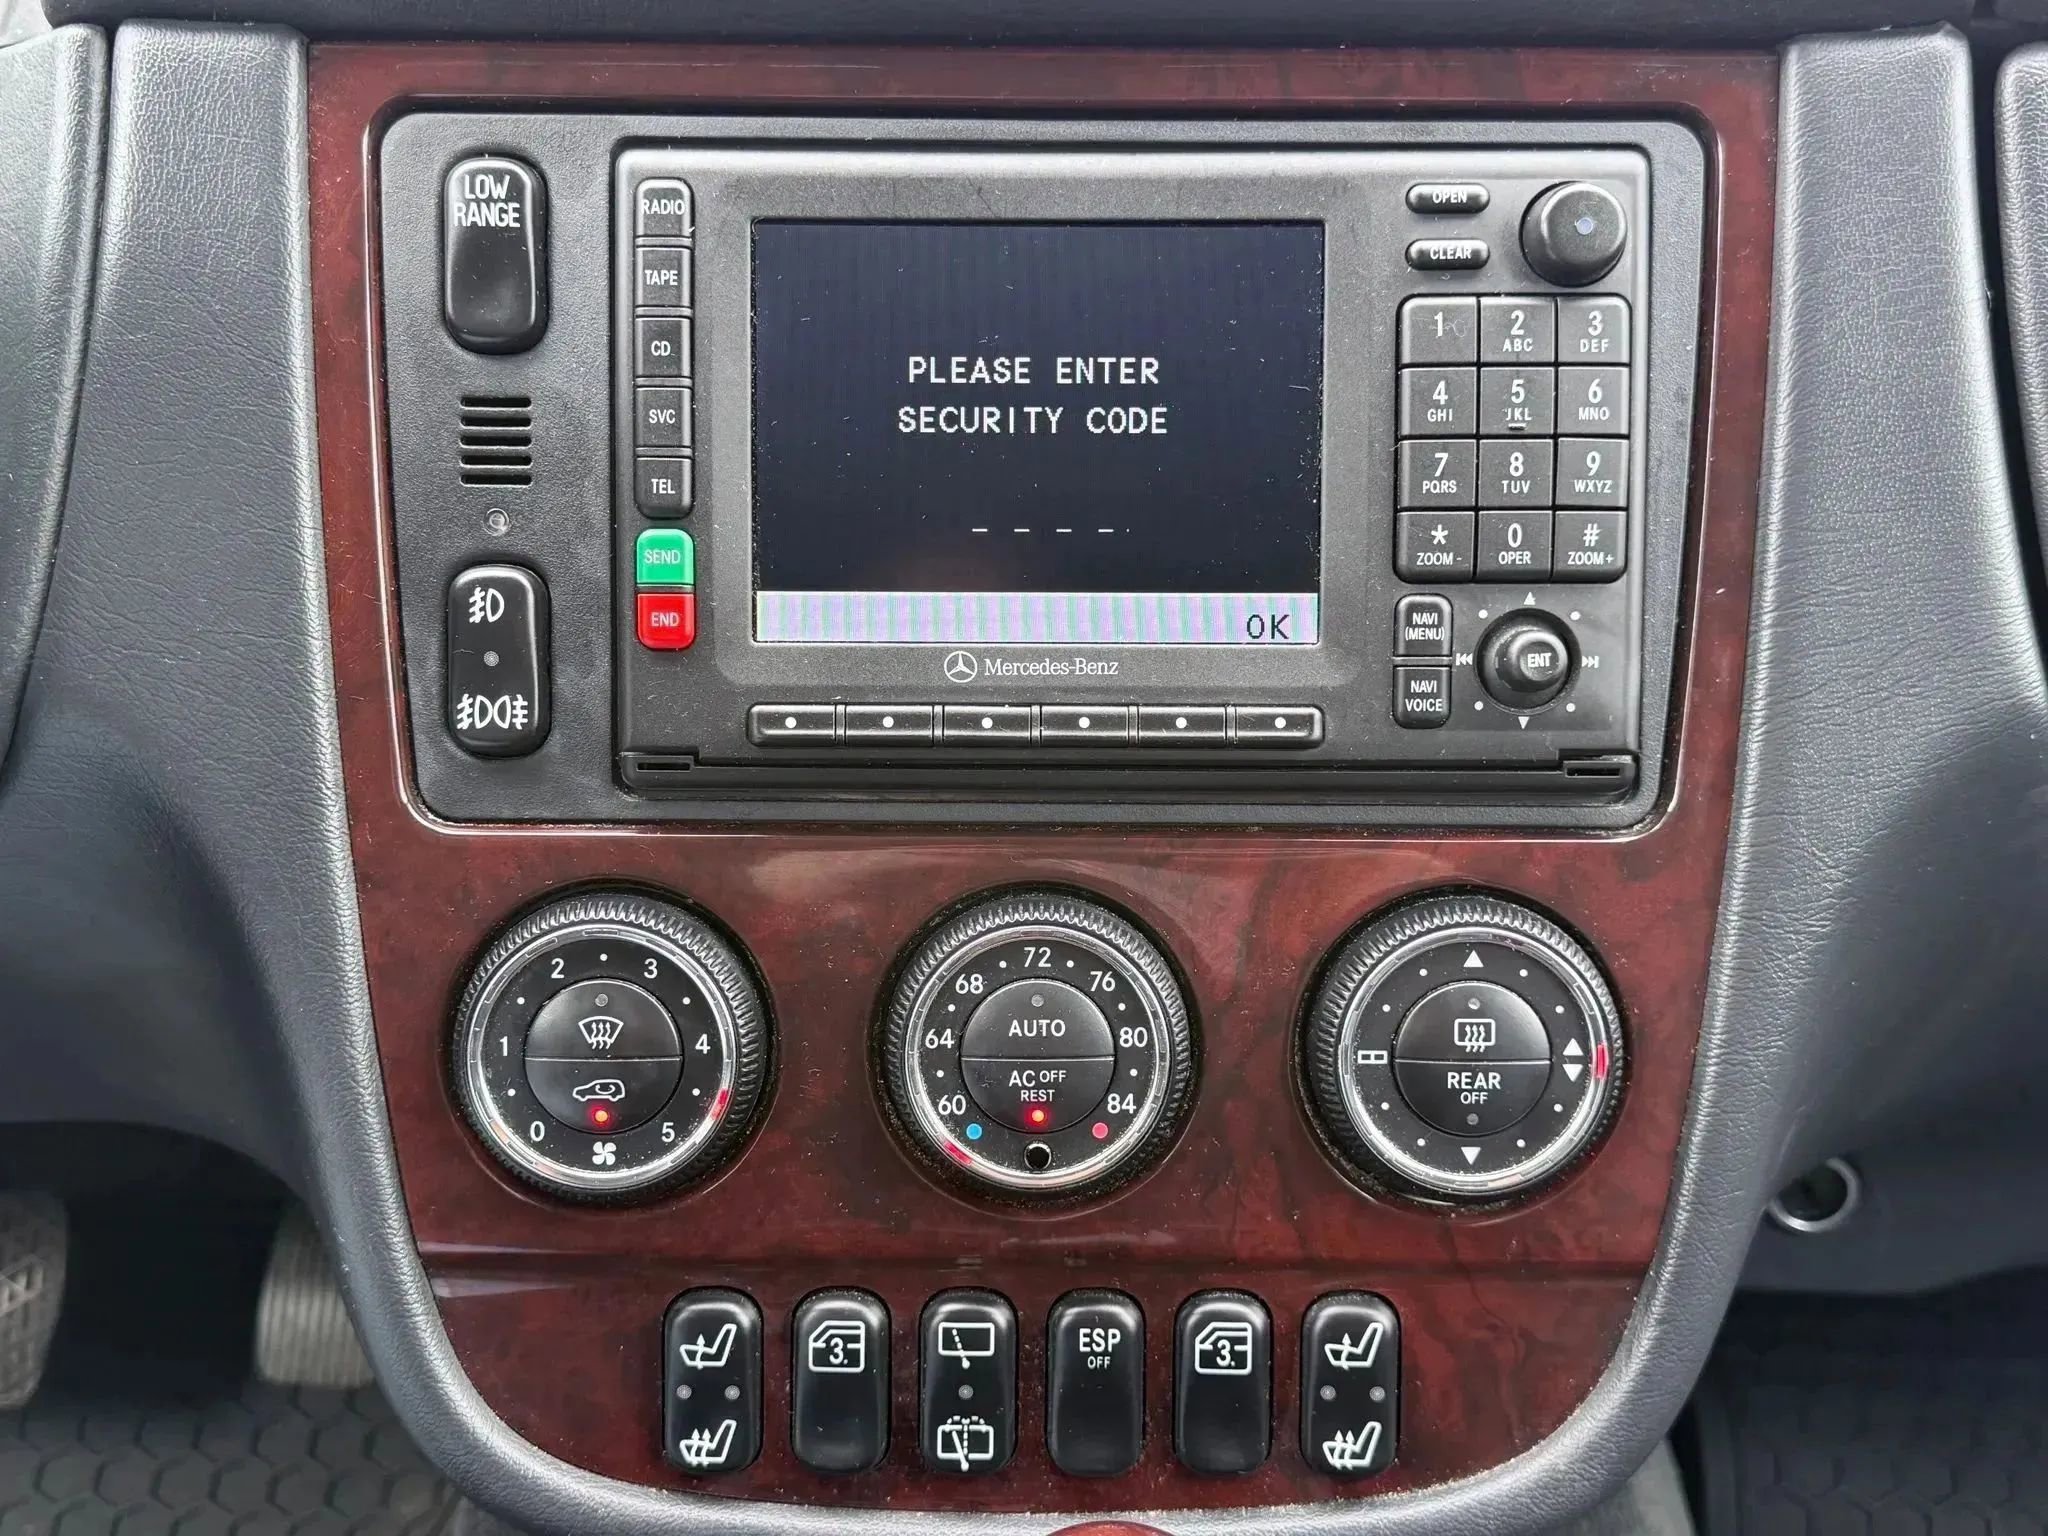 LOW
RANGE
RADIO
TAPE
CD
SVC
TEL
SEND
END
PLEASE ENTER
SECURITY CODE
_ _ _ _
OK
Mercedes-Benz
OPEN
CLEAR
1
2
ABC
3
DEF
4
GHI
5
JKL
6
MNO
7
PQRS
8
TUV
9
WXYZ
*
ZOOM -
0
OPER
#
ZOOM+
NAVI
(MENU)
NAVI
VOICE
ENT
0 1 2 3 4 5
60 64 68 72 76 80 84
AUTO
AC OFF
REST
REAR
OFF
3.
ESP
OFF
3.